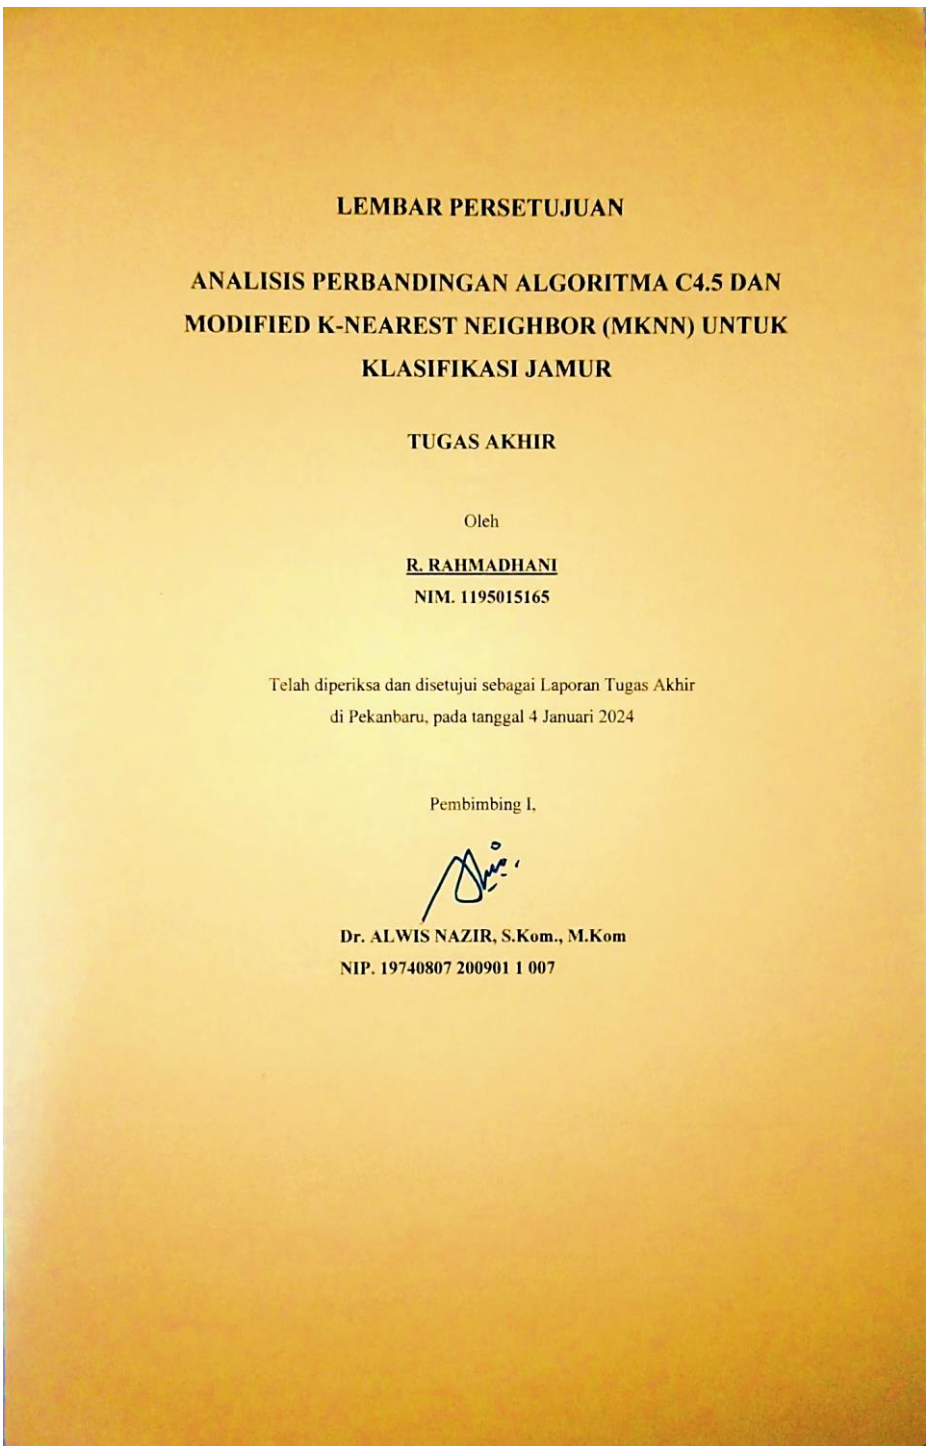 LEMBAR PERSETUJUAN
ANALISIS PERBANDINGAN ALGORITMA C4.5 DAN
MODIFIED K-NEAREST NEIGHBOR (MKNN) UNTUK
KLASIFIKASI JAMUR
TUGAS AKHIR
Oleh
R. RAHMADHANI
NIM. 1195015165
Telah diperiksa dan disetujui sebagai Laporan Tugas Akhir
di Pekanbaru, pada tanggal 4 Januari 2024
Pembimbing I,
Dr. ALWIS NAZIR, S.Kom., M.Kom
NIP. 19740807 200901 1 007